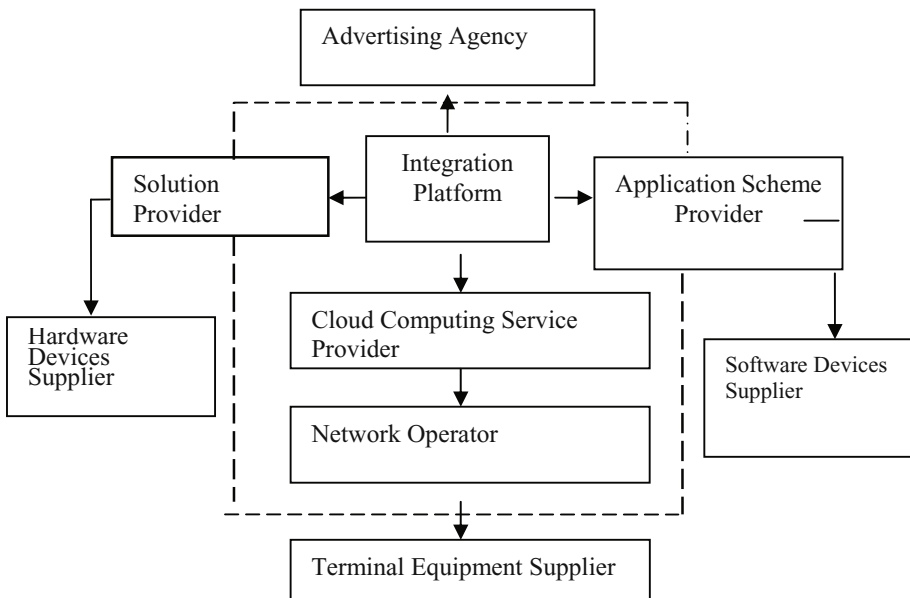 Advertising Agency
Integration
Platform
Solution
Provider
Application Scheme
Provider
Cloud Computing Service
Provider
Hardware
Devices
Supplier
Software Devices
Supplier
Network Operator
Terminal Equipment Supplier